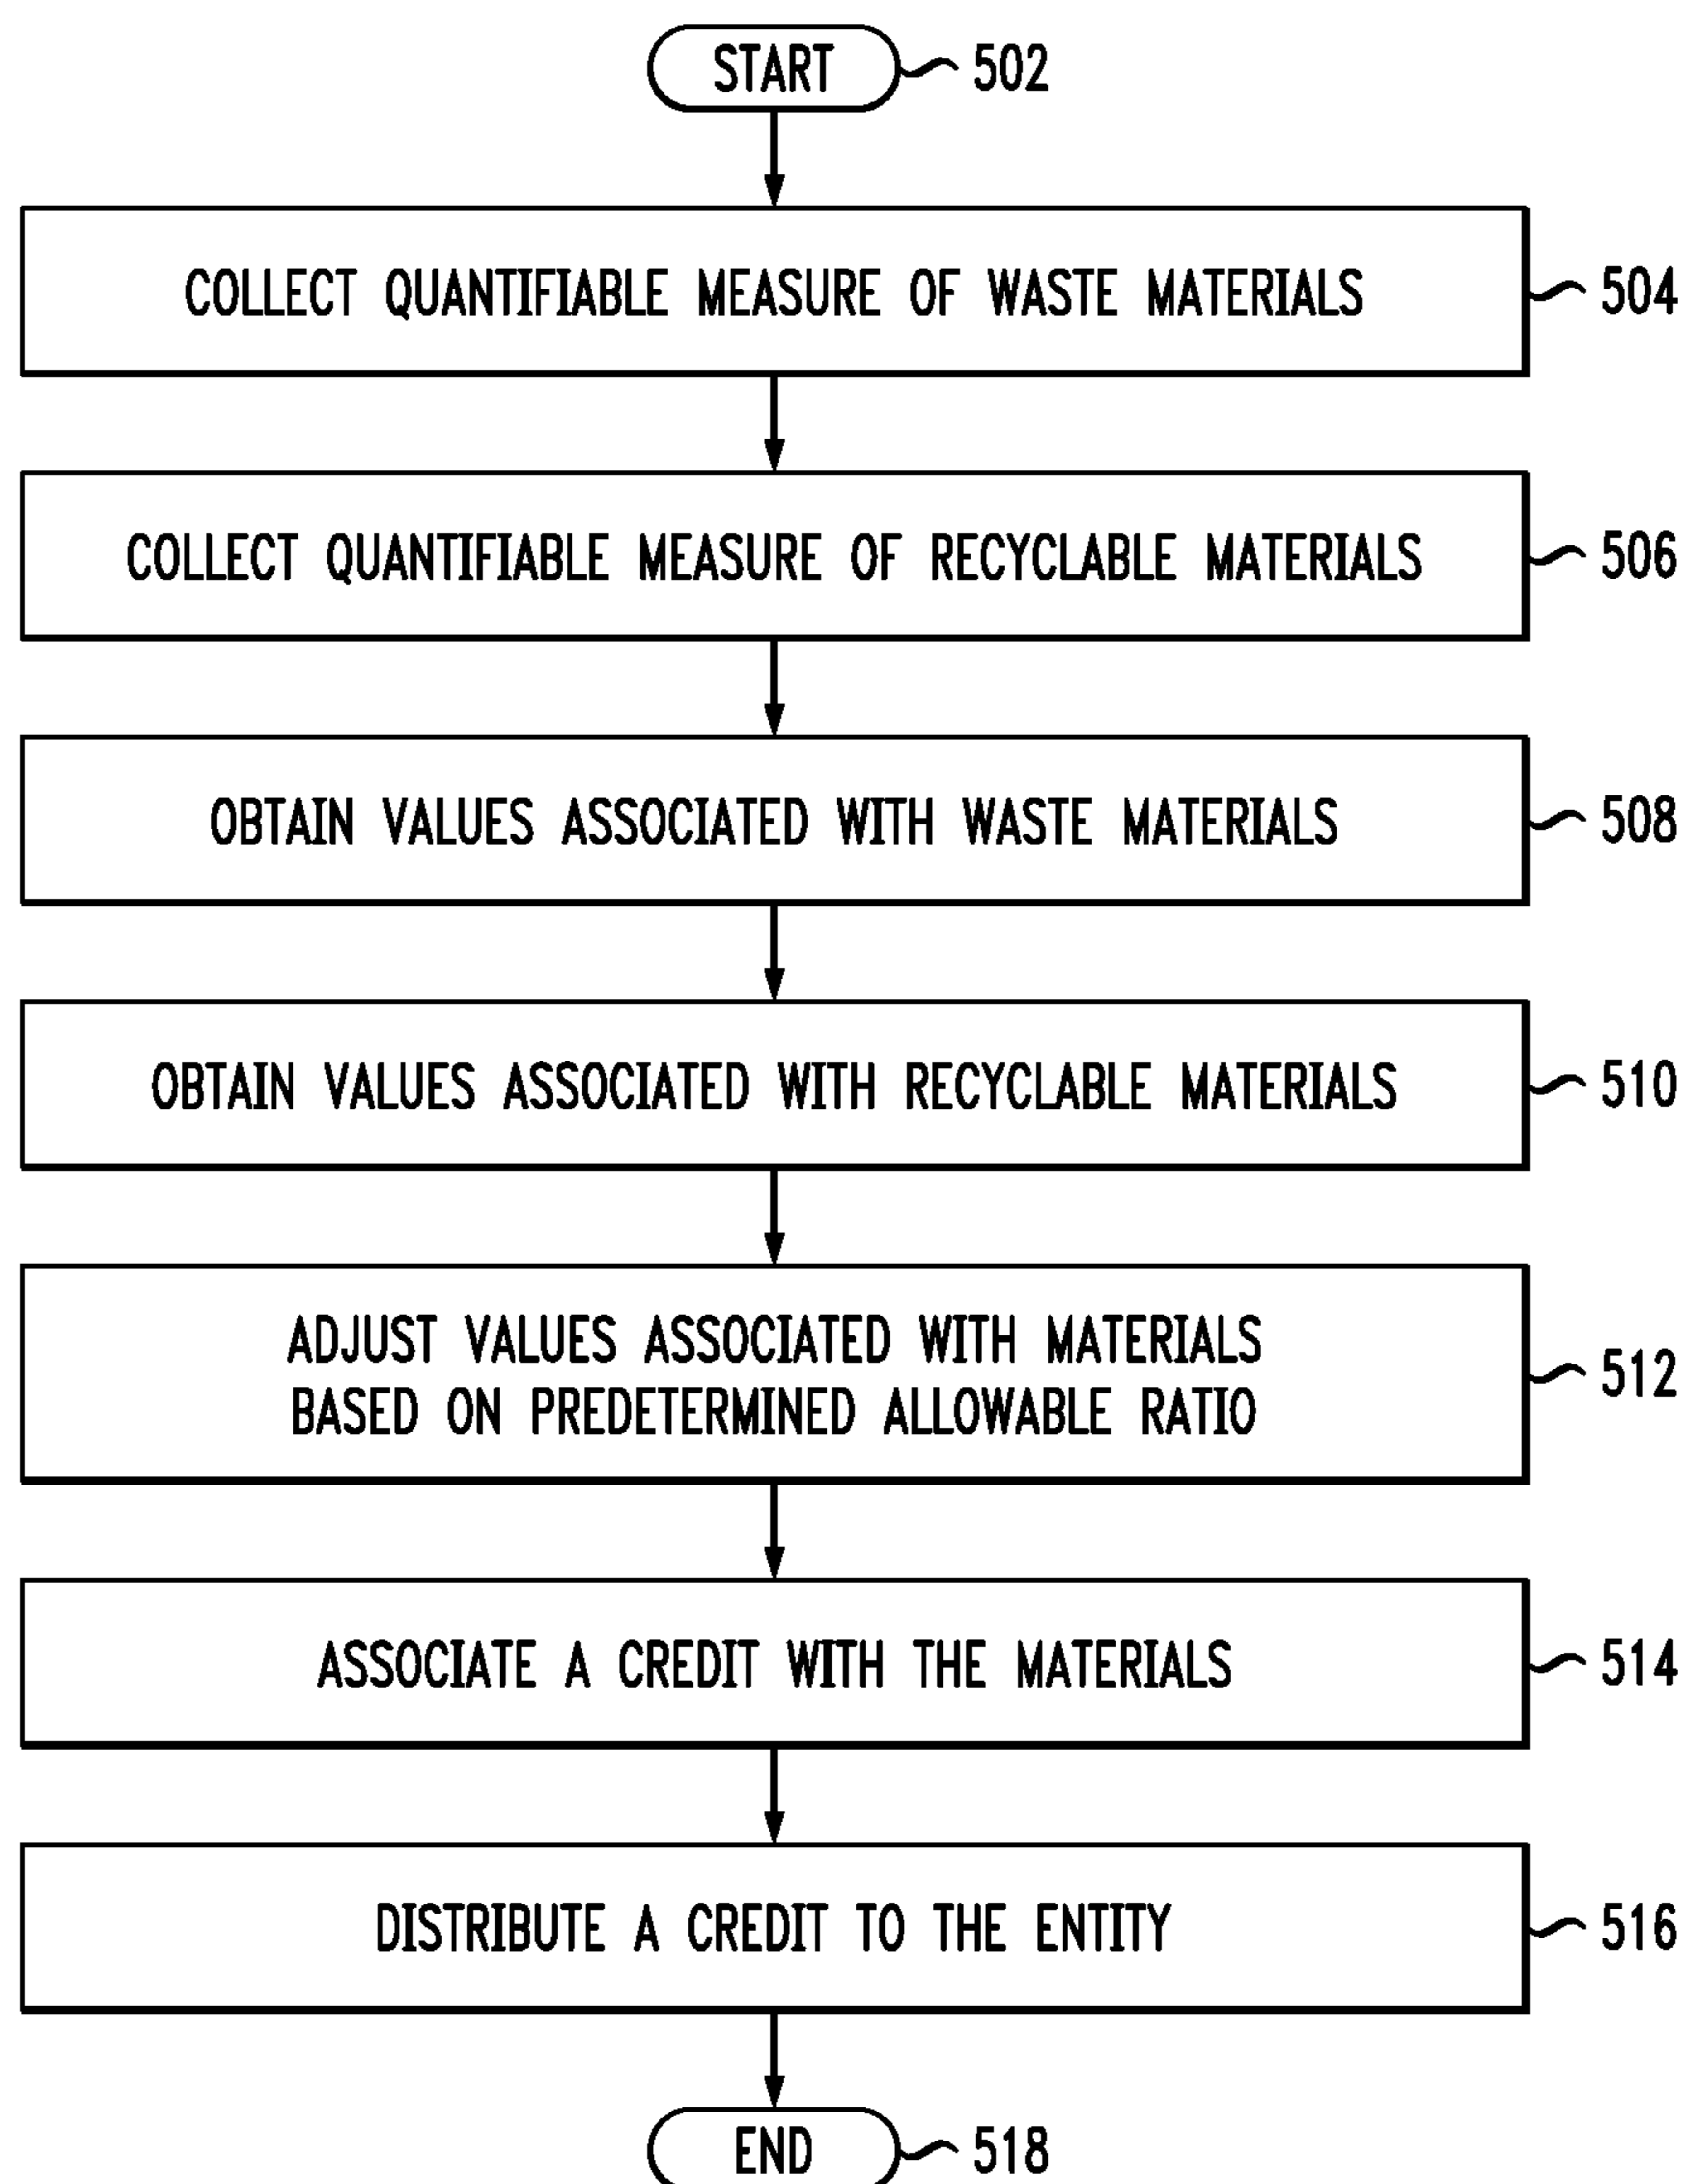 START 502
COLLECT QUANTIFIABLE MEASURE OF WASTE MATERIALS 504
COLLECT QUANTIFIABLE MEASURE OF RECYCLABLE MATERIALS 506
OBTAIN VALUES ASSOCIATED WITH WASTE MATERIALS 508
OBTAIN VALUES ASSOCIATED WITH RECYCLABLE MATERIALS 510
ADJUST VALUES ASSOCIATED WITH MATERIALS
BASED ON PREDETERMINED ALLOWABLE RATIO
512
ASSOCIATE A CREDIT WITH THE MATERIALS 514
DISTRIBUTE A CREDIT TO THE ENTITY 516
END 518